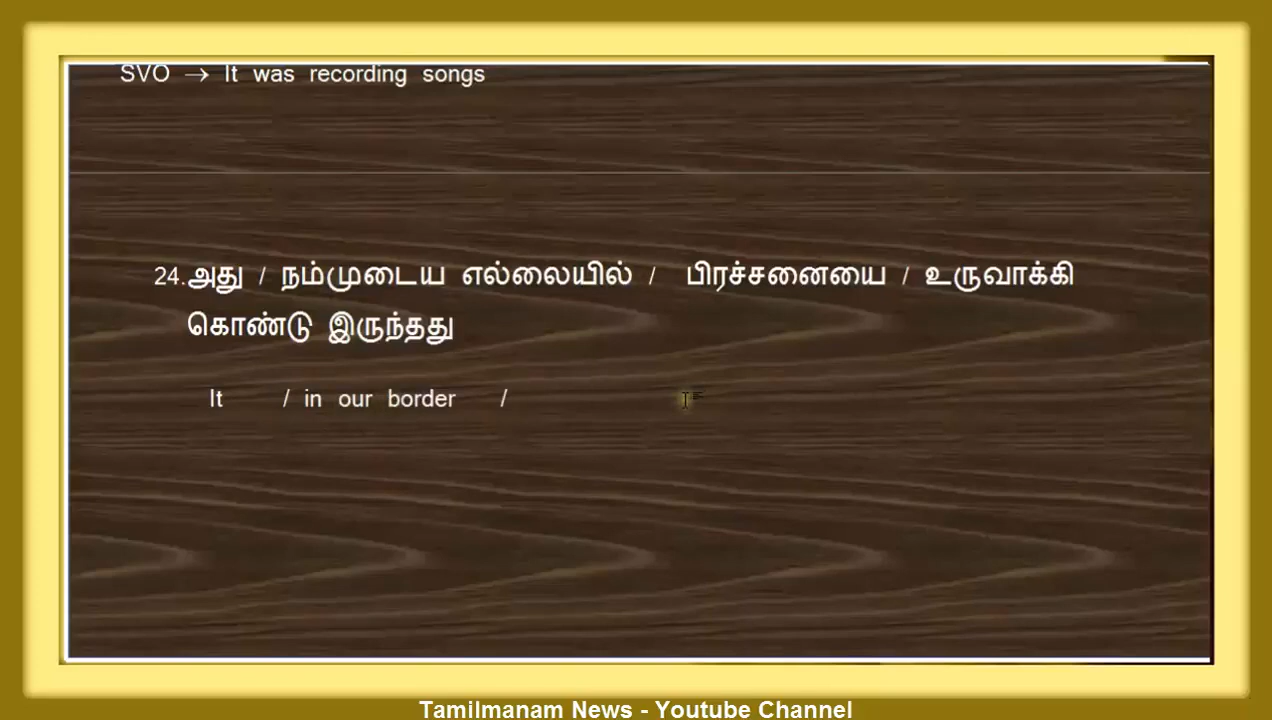 SVO → It was recording songs
24.அது / நம்முடைய எல்லையில் / பிரச்சனையை / உருவாக்கி
கொண்டு இருந்தது
It / in our border /
Tamilmanam News - Youtube Channel